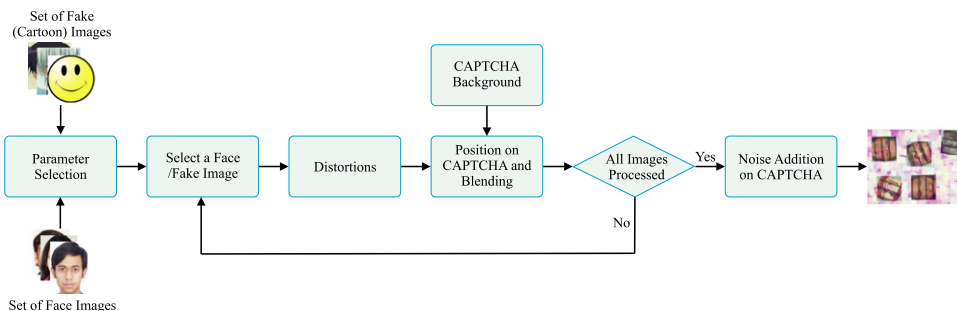 Set of Fake
(Cartoon) Images
CAPTCHA
Background
Parameter
Selection
Select a Face
/Fake Image
Distortions
Position on
CAPTCHA and
Blending
All Images
Processed
Yes
Noise Addition
on CAPTCHA
No
Set of Face Images